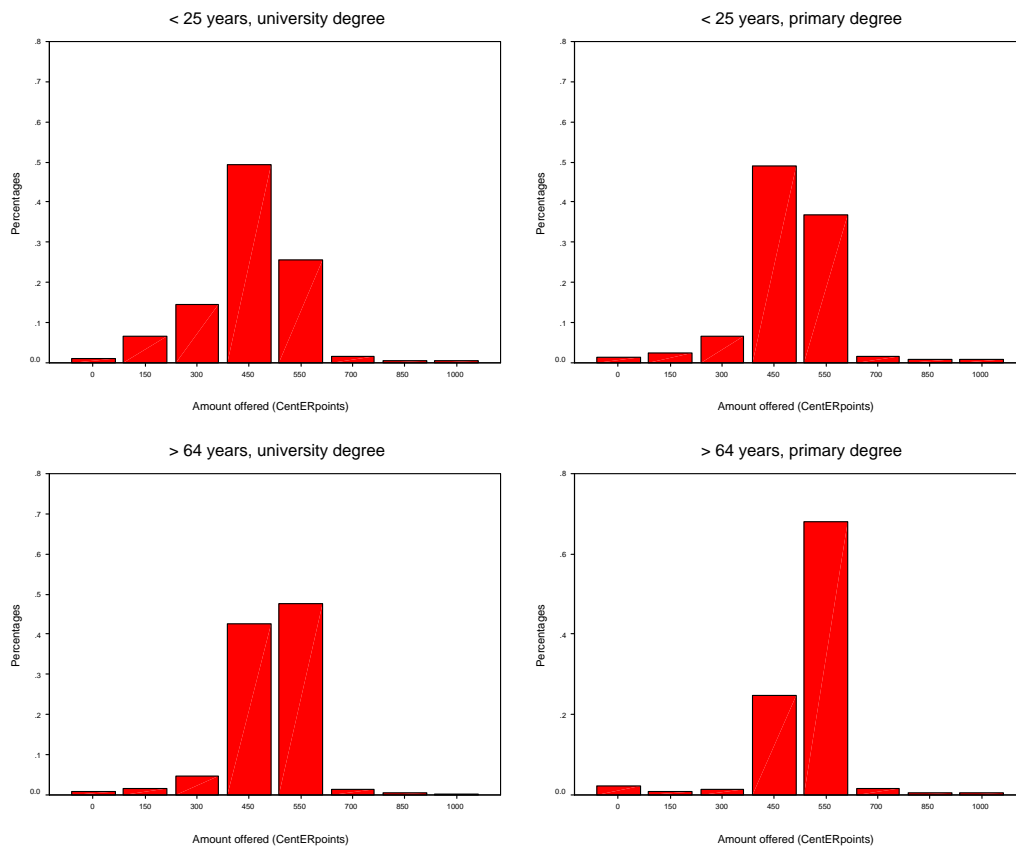 < 25 years, university degree
.8
.7
.6
.5
.4
.3
.2
.1
0.0
Percentages
0 150 300 450 550 700 850 1000
Amount offered (CentERpoints)
< 25 years, primary degree
.8
.7
.6
.5
.4
.3
.2
.1
0.0
Percentages
0 150 300 450 550 700 850 1000
Amount offered (CentERpoints)
> 64 years, university degree
.8
.7
.6
.5
.4
.3
.2
.1
0.0
Percentages
0 150 300 450 550 700 850 1000
Amount offered (CentERpoints)
> 64 years, primary degree
.8
.7
.6
.5
.4
.3
.2
.1
0.0
Percentages
0 150 300 450 550 700 850 1000
Amount offered (CentERpoints)